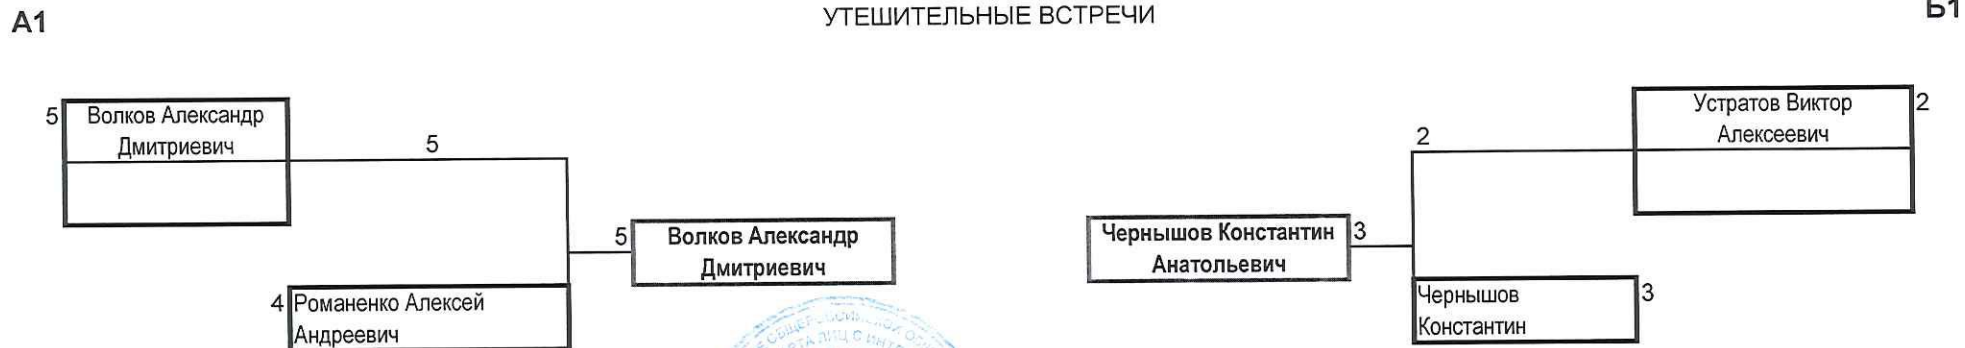 А1
УТЕШИТЕЛЬНЫЕ ВСТРЕЧИ
Б1
5
Волков Александр
Дмитриевич
5
5
Волков Александр
Дмитриевич
4
Романенко Алексей
Андреевич
Устратов Виктор
Алексеевич
2
2
Чернышов Константин
Анатольевич
3
Чернышов
Константин
3